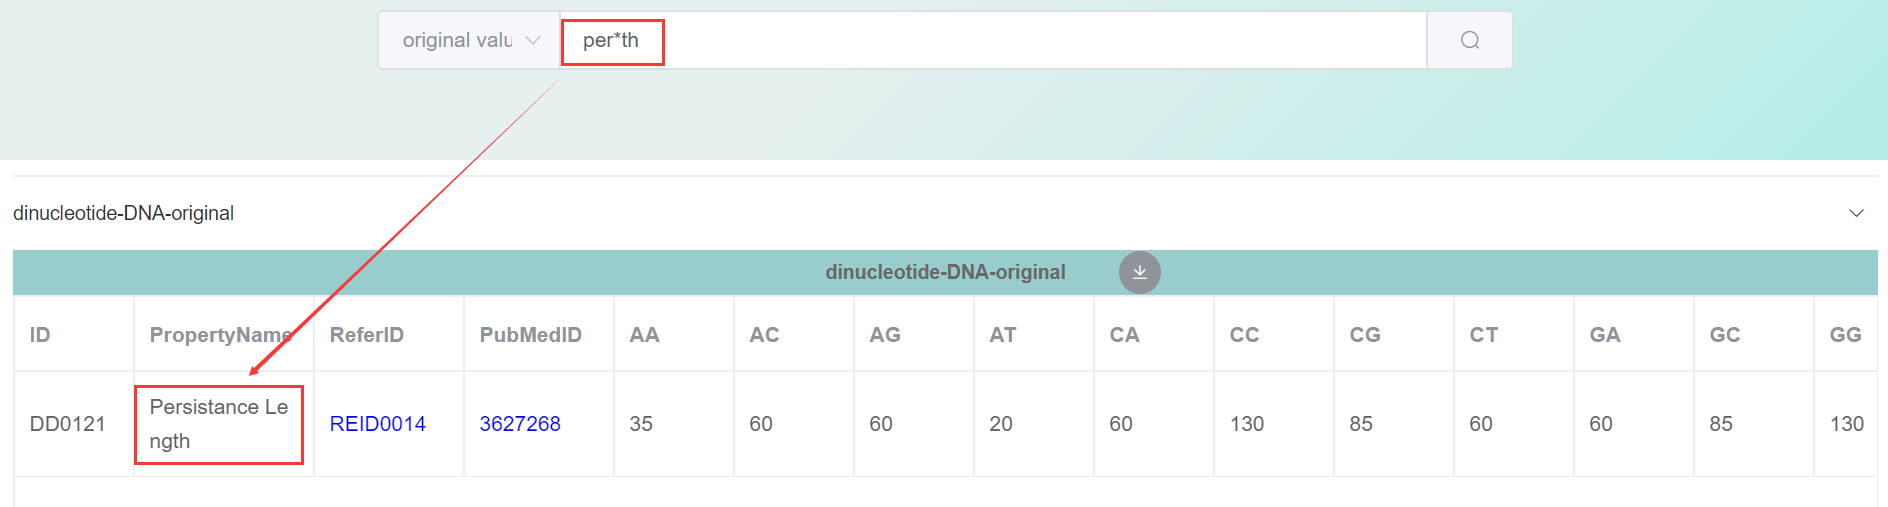 original valu
per*th
dinucleotide-DNA-original
dinucleotide-DNA-original
ID PropertyName ReferID PubMedID AA AC AG AT CA CC CG CT GA GC GG
DD0121 Persistance Le
ngth REID0014 3627268 35 60 60 20 60 130 85 60 60 85 130